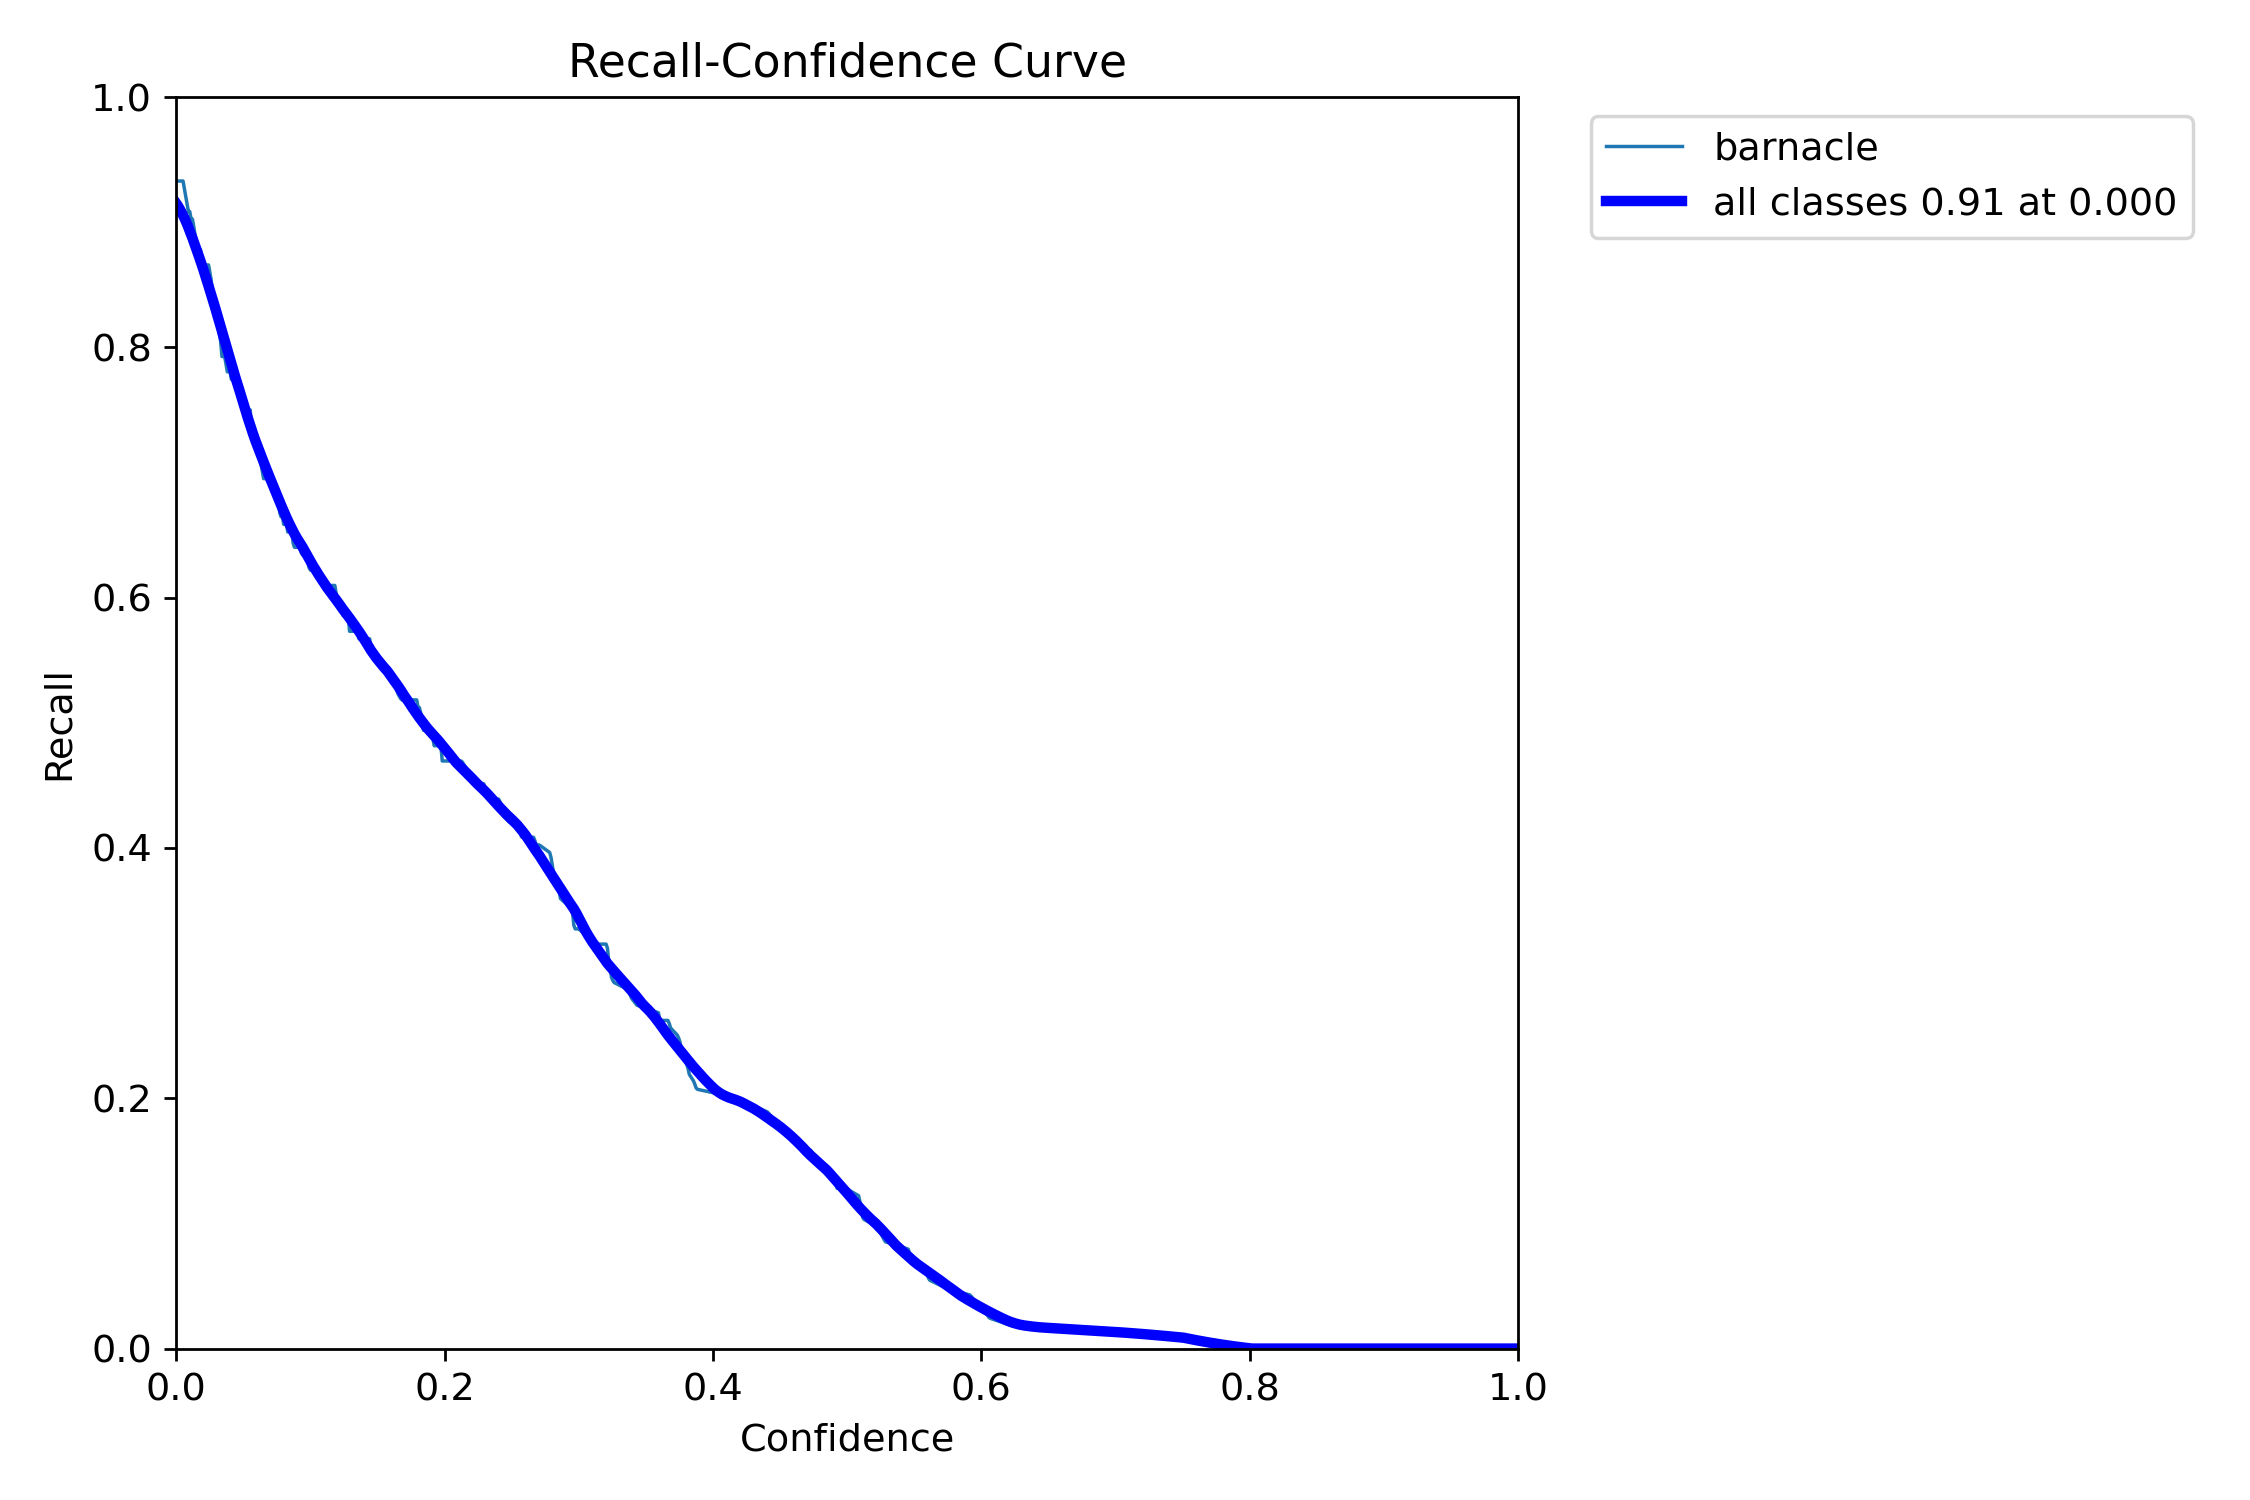 Recall-Confidence Curve
1.0
0.8
0.6
0.4
0.2
0.0
Recall
0.0 0.2 0.4 0.6 0.8 1.0
Confidence
barnacle
all classes 0.91 at 0.000